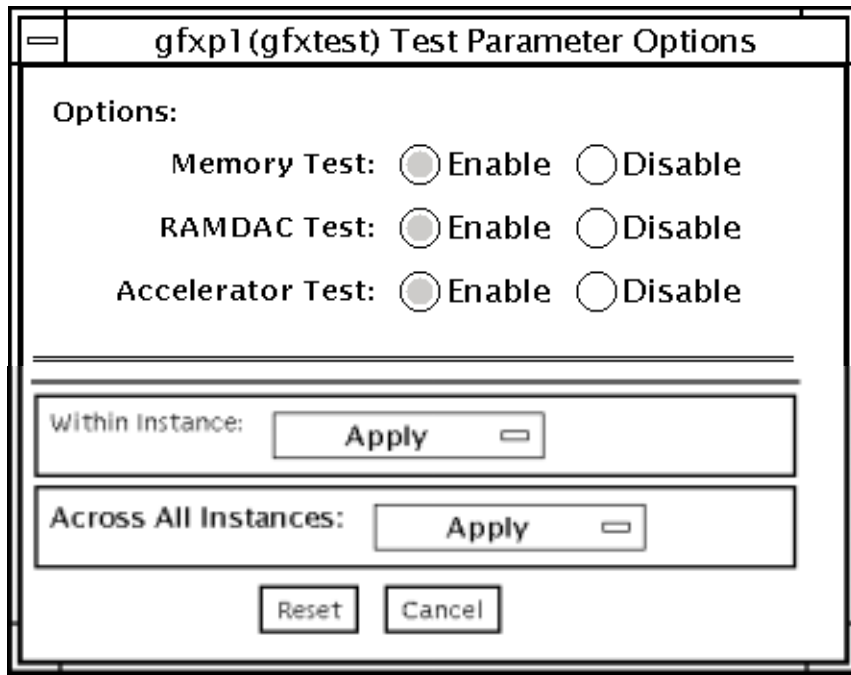 gfxp1(gfxtest) Test Parameter Options
Options:
Memory Test: Enable Disable
RAMDAC Test: Enable Disable
Accelerator Test: Enable Disable
Within Instance: Apply
Across All Instances: Apply
Reset Cancel